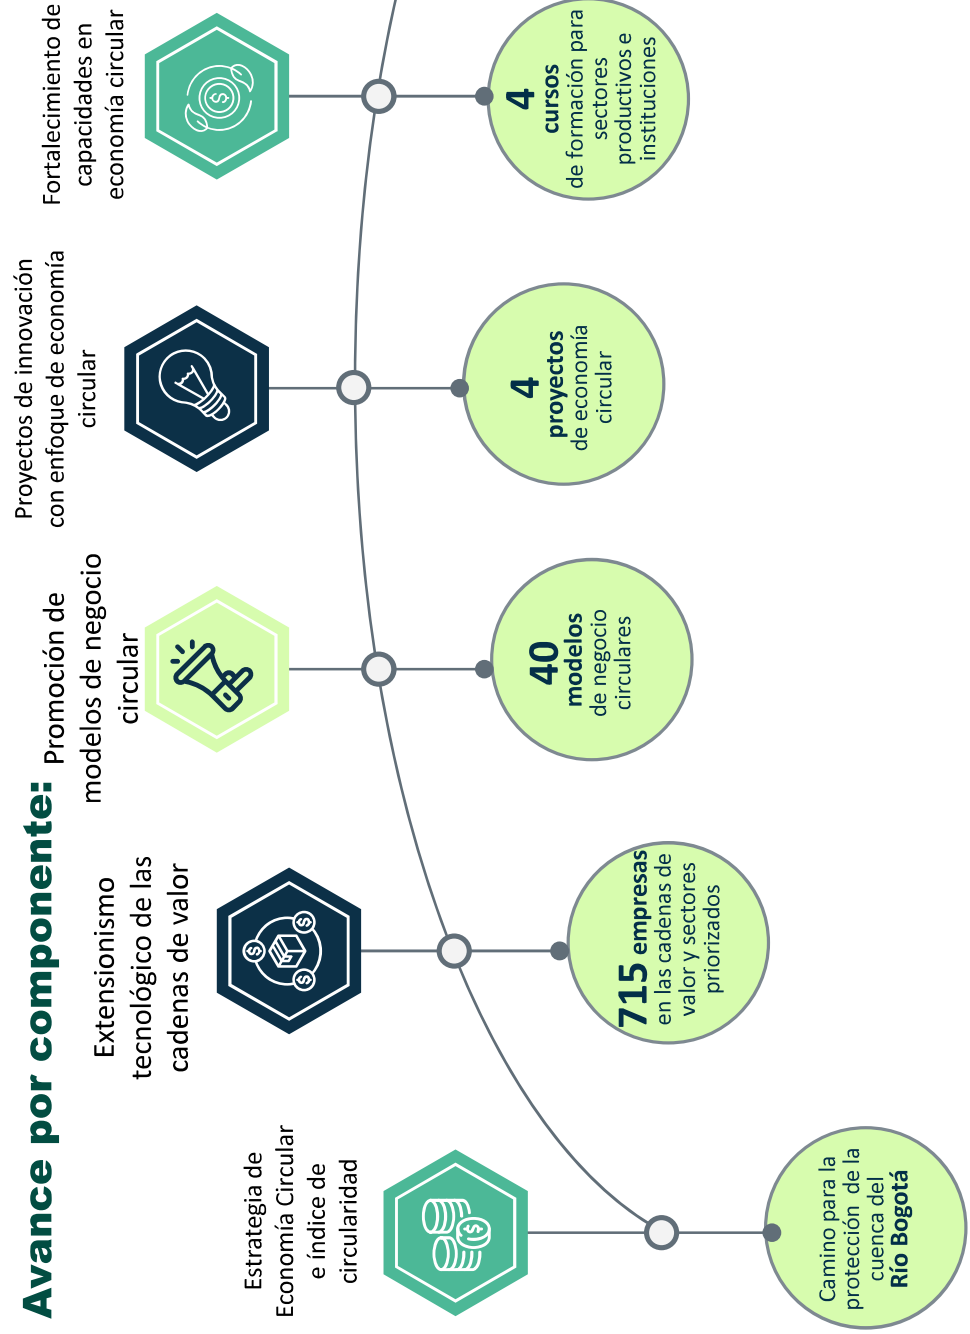 Avance por componente:
Estrategia de
Economía Circular
e índice de
circularidad
Camino para la
protección de la
cuenca del
Río Bogotá
Extensionismo
tecnológico de las
cadenas de valor
715 empresas
en las cadenas de
valor y sectores
priorizados
Promoción de
modelos de negocio
circular
40
modelos
de negocio
circulares
Proyectos de innovación
con enfoque de economía
circular
4
proyectos
de economía
circular
Fortalecimiento de
capacidades en
economía circular
4
cursos
de formación para
sectores
productivos e
instituciones